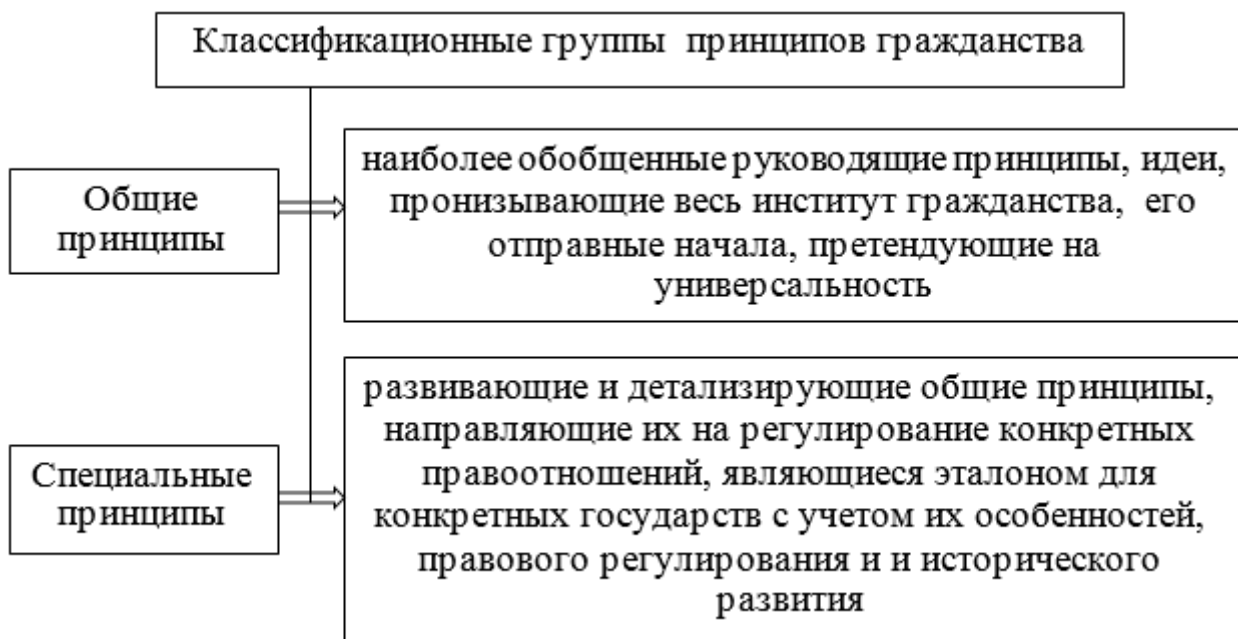 Классификационные группы принципов гражданства
Общие
принципы
наиболее обобщенные руководящие принципы, идеи,
пронизывающие весь институт гражданства, его
отправные начала, претендующие на
универсальность
Специальные
принципы
развивающие и детализирующие общие принципы,
направляющие их на регулирование конкретных
правоотношений, являющиеся эталоном для
конкретных государств с учетом их особенностей,
правового регулирования и и исторического
развития